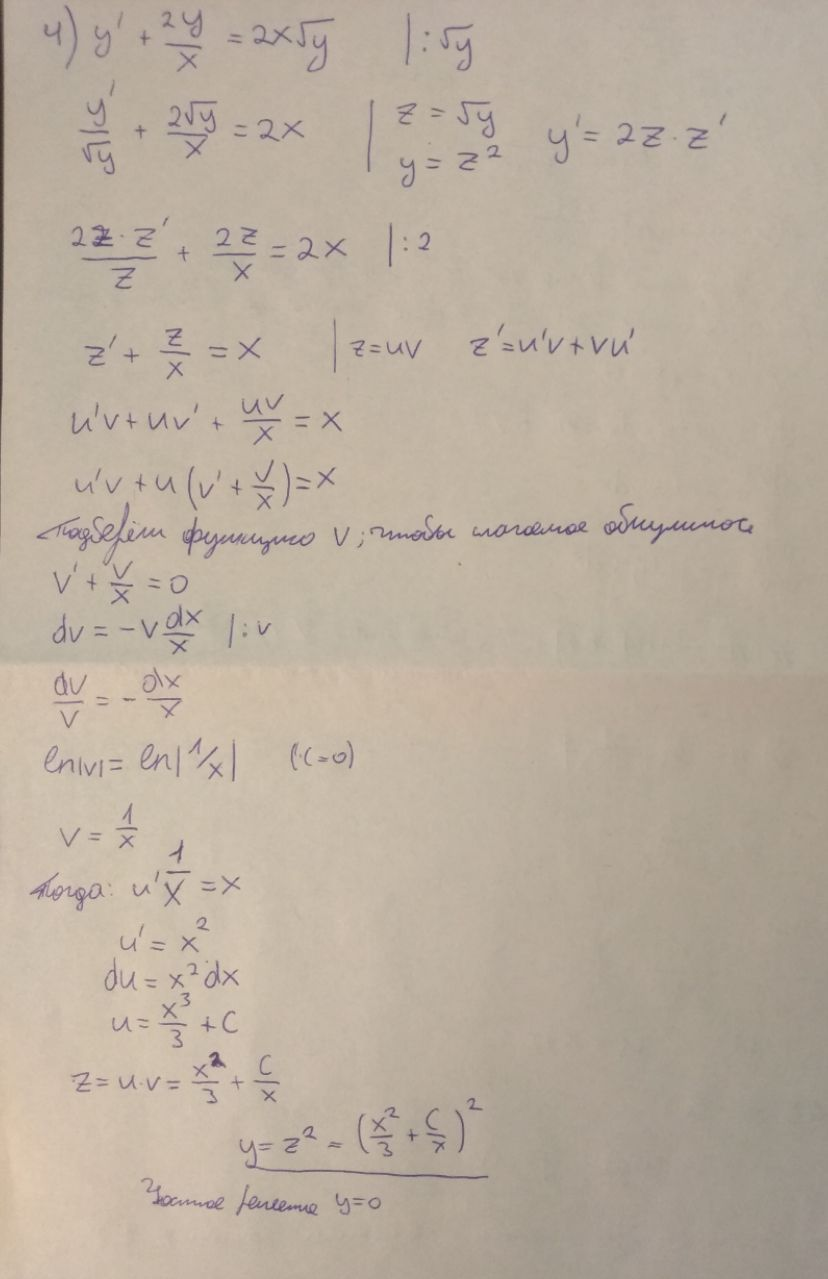 4) y' + 2y/x = 2x√y |:√y
y'/√y + 2√y/x = 2x | z = √y y = z² y' = 2z·z'
2z·z'/z + 2z/x = 2x |:2
z' + z/x = x | z=uv z'=u'v+vu'
u'v+uv' + uv/x = x
u'v+u(v'+v/x)=x
Подберём функцию v, чтобы слагаемое обнулилось
v' + v/x = 0
dv = -v dx/x |:v
dv/v = - dx/x
ln|v| = ln|1/x| (C=0)
v = 1/x
Тогда: u' 1/x = x
u' = x²
du = x²dx
u = x³/3 + C
z = u·v = x²/3 + C/x
y = z² = (x²/3 + C/x)²
Частное решение y=0